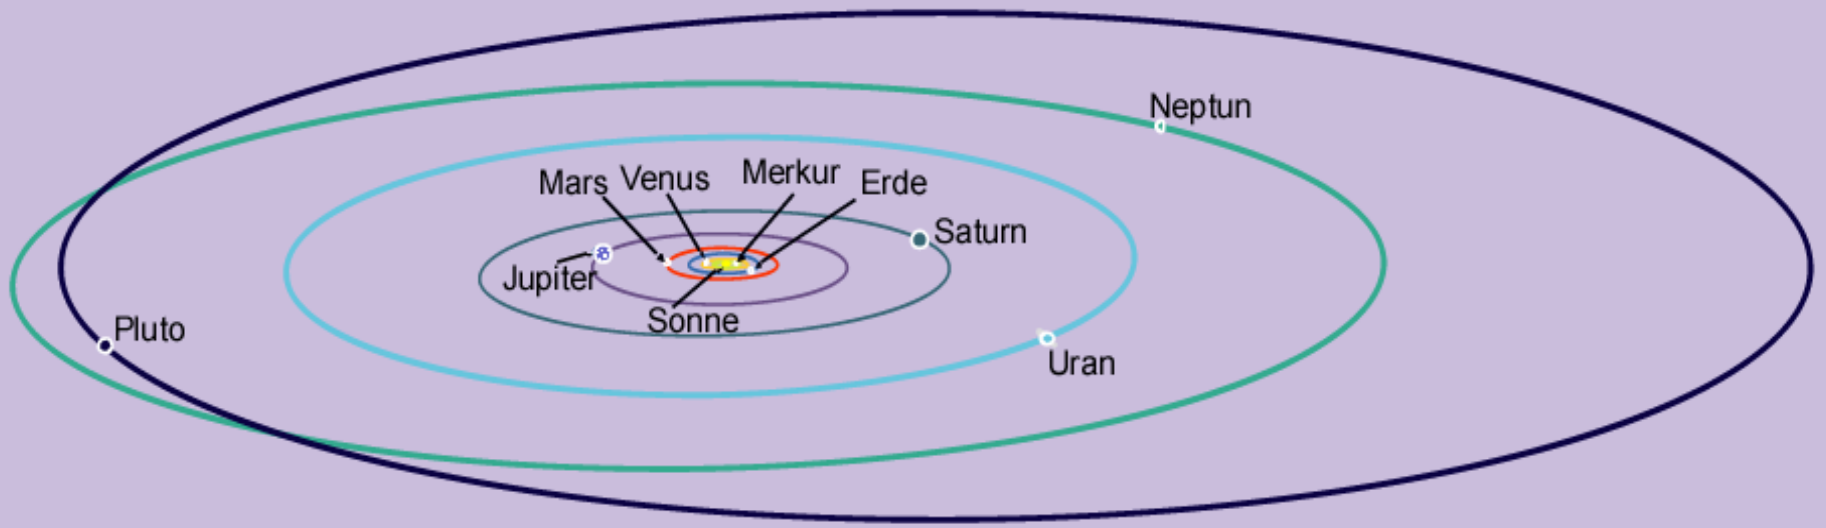 Neptun
Mars
Venus
Merkur
Erde
Saturn
Jupiter
Sonne
Pluto
Uran